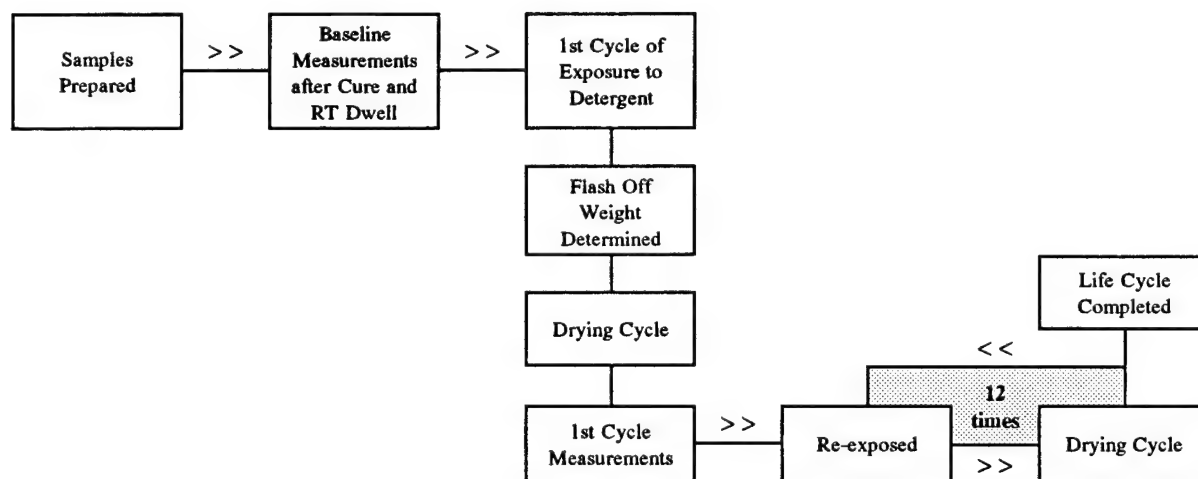 Samples
Prepared
>>
Baseline
Measurements
after Cure and
RT Dwell
>>
1st Cycle of
Exposure to
Detergent
Flash Off
Weight
Determined
Drying Cycle
1st Cycle
Measurements
>>
Re-exposed
12
times
>>
Drying Cycle
<<
Life Cycle
Completed